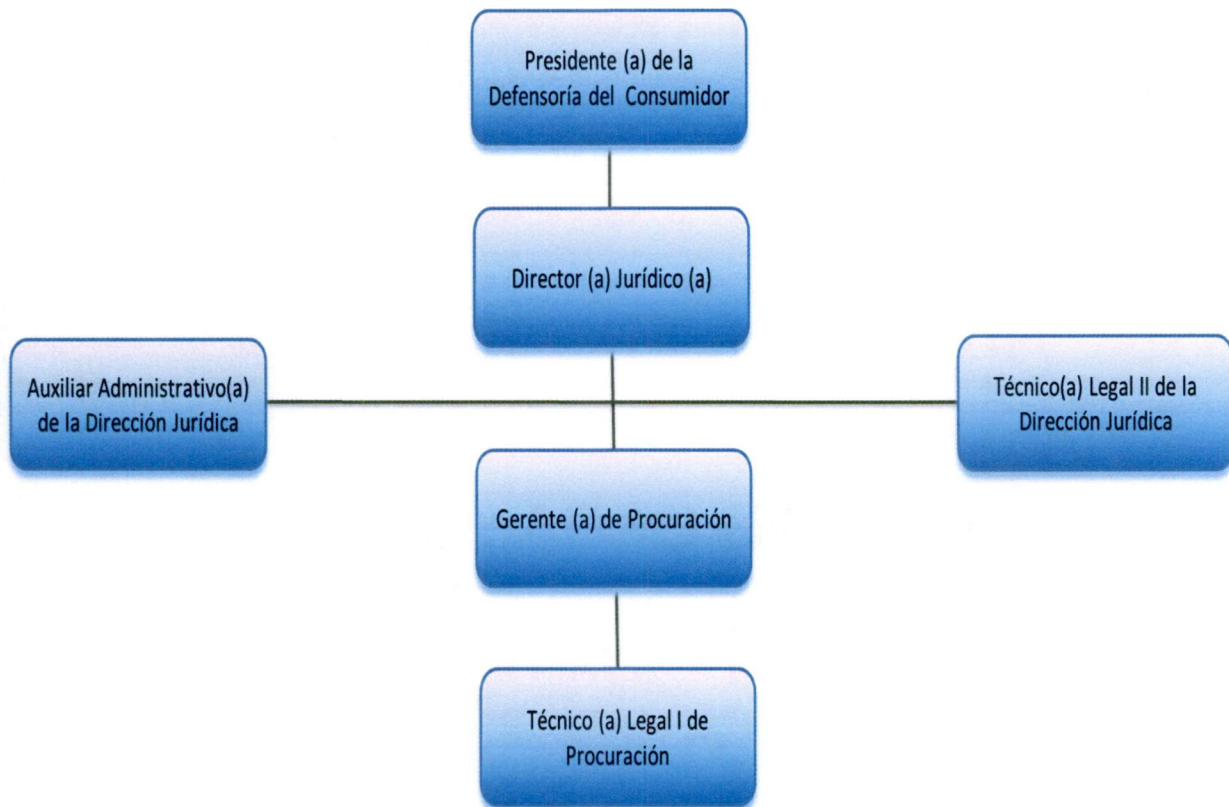 Presidente (a) de la
Defensoría del Consumidor
Director (a) Jurídico (a)
Auxiliar Administrativo(a)
de la Dirección Jurídica
Técnico(a) Legal II de la
Dirección Jurídica
Gerente (a) de Procuración
Técnico (a) Legal I de
Procuración